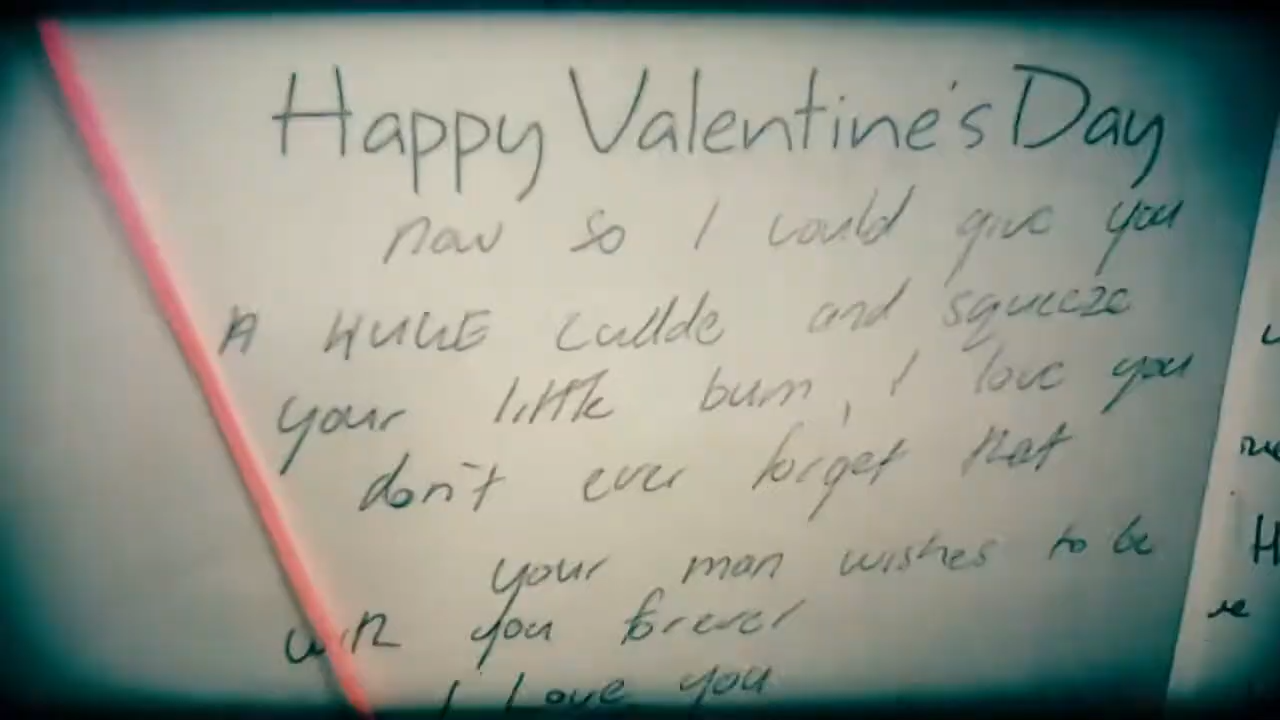 Happy Valentine's Day
now so I could give you
A HUGE cuddle and squeeze
your little bum, I love you
don't ever forget that
your man wishes to be
with you forever
I Love you